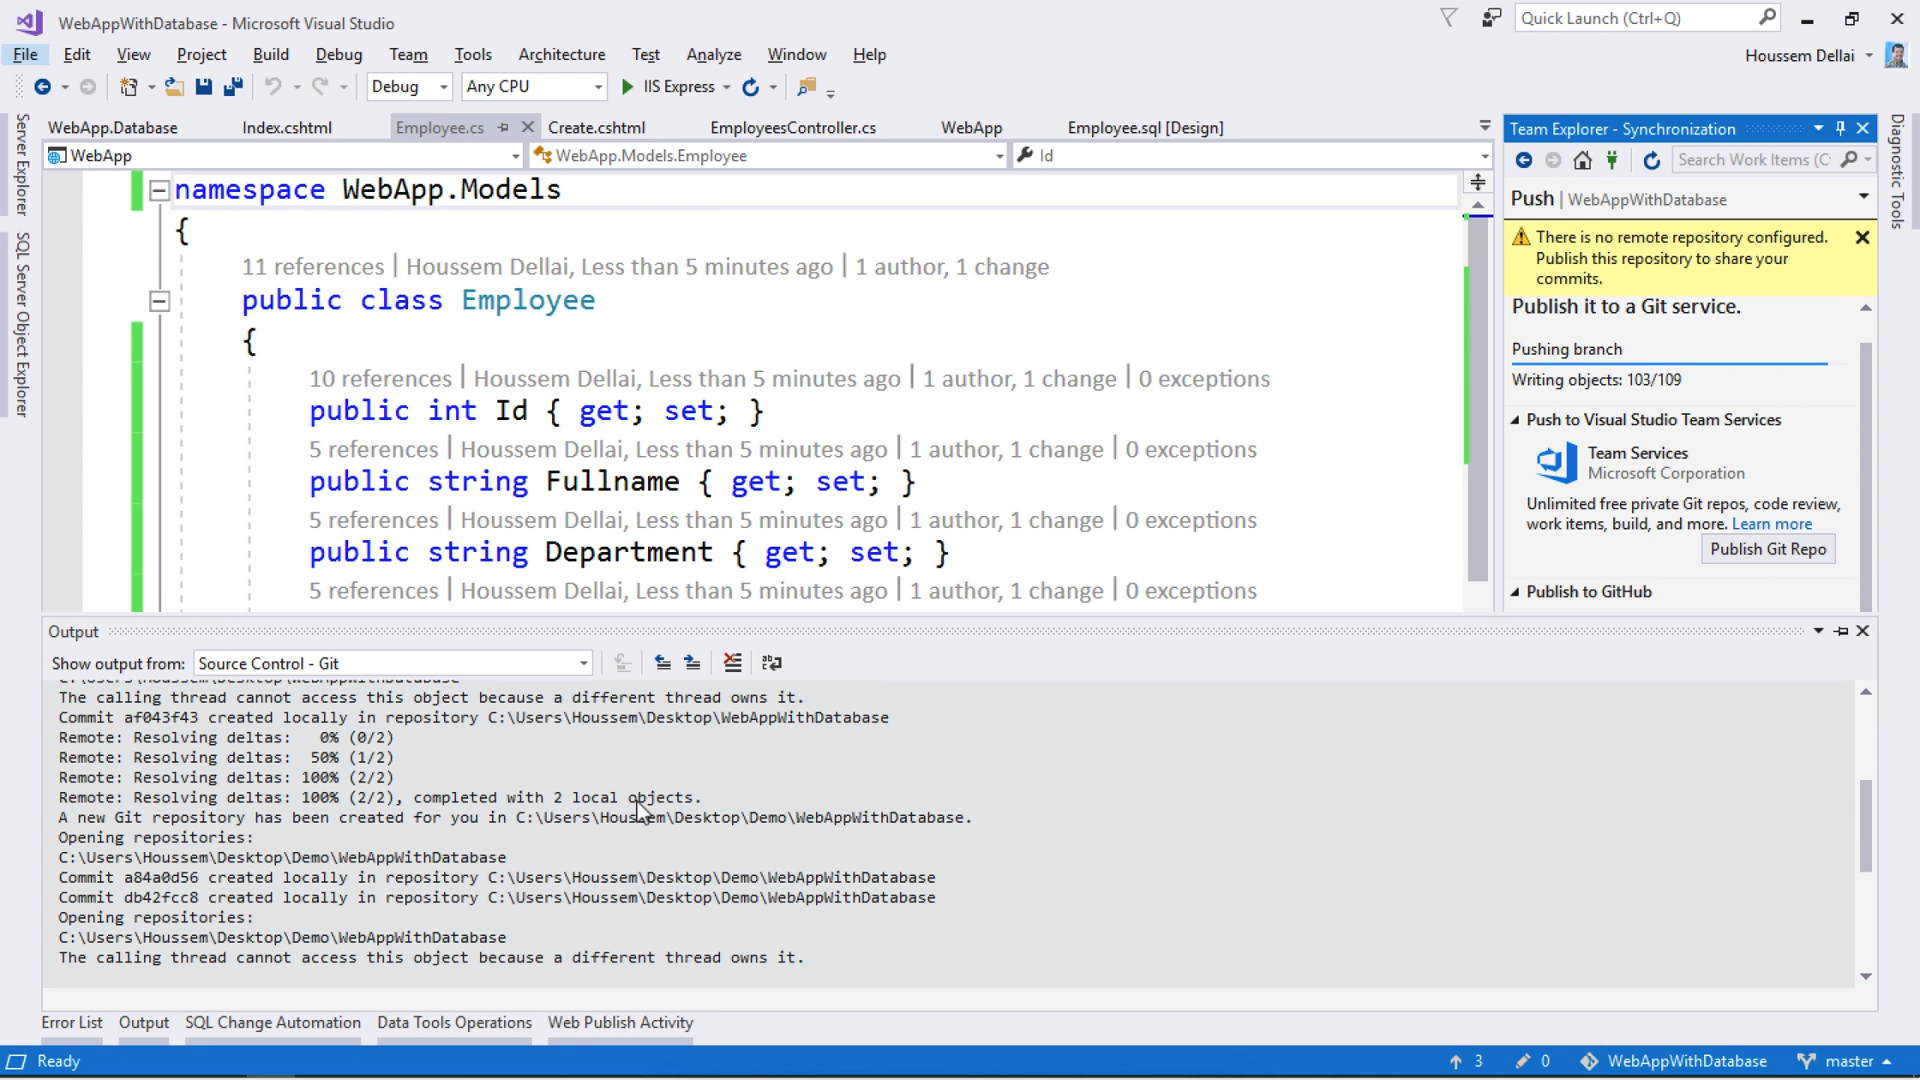 WebAppWithDatabase - Microsoft Visual Studio
Quick Launch (Ctrl+Q)
File Edit View Project Build Debug Team Tools Architecture Test Analyze Window Help
Houssem Dellai
Debug Any CPU IIS Express
Server Explorer
SQL Server Object Explorer
WebApp.Database Index.cshtml Employee.cs Create.cshtml EmployeesController.cs WebApp Employee.sql [Design]
WebApp WebApp.Models.Employee Id
namespace WebApp.Models
{
11 references | Houssem Dellai, Less than 5 minutes ago | 1 author, 1 change
public class Employee
{
10 references | Houssem Dellai, Less than 5 minutes ago | 1 author, 1 change | 0 exceptions
public int Id { get; set; }
5 references | Houssem Dellai, Less than 5 minutes ago | 1 author, 1 change | 0 exceptions
public string Fullname { get; set; }
5 references | Houssem Dellai, Less than 5 minutes ago | 1 author, 1 change | 0 exceptions
public string Department { get; set; }
5 references | Houssem Dellai, Less than 5 minutes ago | 1 author, 1 change | 0 exceptions
Team Explorer - Synchronization
Search Work Items (C
Push | WebAppWithDatabase
There is no remote repository configured.
Publish this repository to share your
commits.
Publish it to a Git service.
Pushing branch
Writing objects: 103/109
Push to Visual Studio Team Services
Team Services
Microsoft Corporation
Unlimited free private Git repos, code review,
work items, build, and more. Learn more
Publish Git Repo
Publish to GitHub
Diagnostic Tools
Output
Show output from: Source Control - Git
C:\Users\Houssem\Desktop\WebAppWithDatabase
The calling thread cannot access this object because a different thread owns it.
Commit af043f43 created locally in repository C:\Users\Houssem\Desktop\WebAppWithDatabase
Remote: Resolving deltas:   0% (0/2)
Remote: Resolving deltas:  50% (1/2)
Remote: Resolving deltas: 100% (2/2)
Remote: Resolving deltas: 100% (2/2), completed with 2 local objects.
A new Git repository has been created for you in C:\Users\Houssem\Desktop\Demo\WebAppWithDatabase.
Opening repositories:
C:\Users\Houssem\Desktop\Demo\WebAppWithDatabase
Commit a84a0d56 created locally in repository C:\Users\Houssem\Desktop\Demo\WebAppWithDatabase
Commit db42fcc8 created locally in repository C:\Users\Houssem\Desktop\Demo\WebAppWithDatabase
Opening repositories:
C:\Users\Houssem\Desktop\Demo\WebAppWithDatabase
The calling thread cannot access this object because a different thread owns it.
Error List Output SQL Change Automation Data Tools Operations Web Publish Activity
Ready 3 0 WebAppWithDatabase master